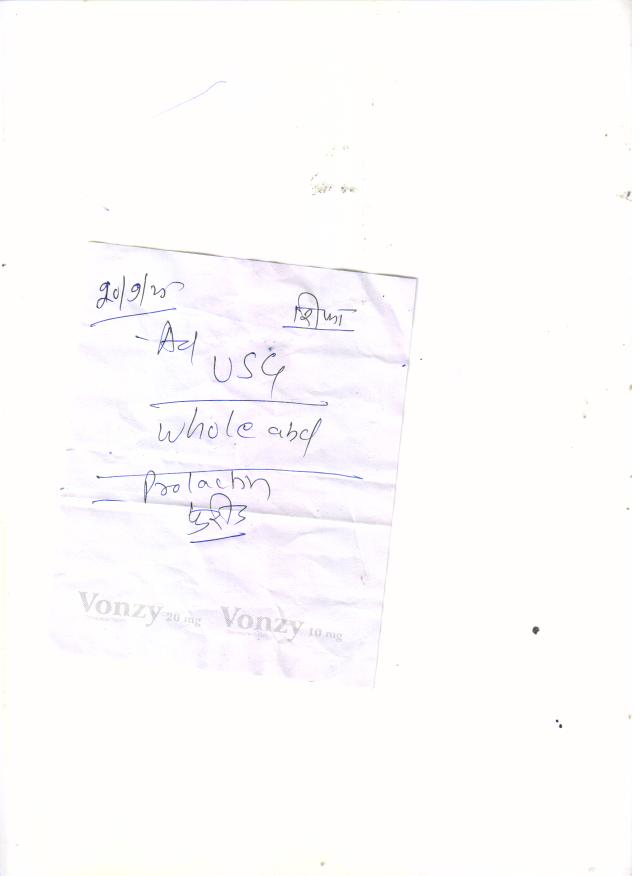 20/9/25
शिफा
Ad
USG
whole abd
Prolactin
Vonzy 20 mg Vonzy 10 mg